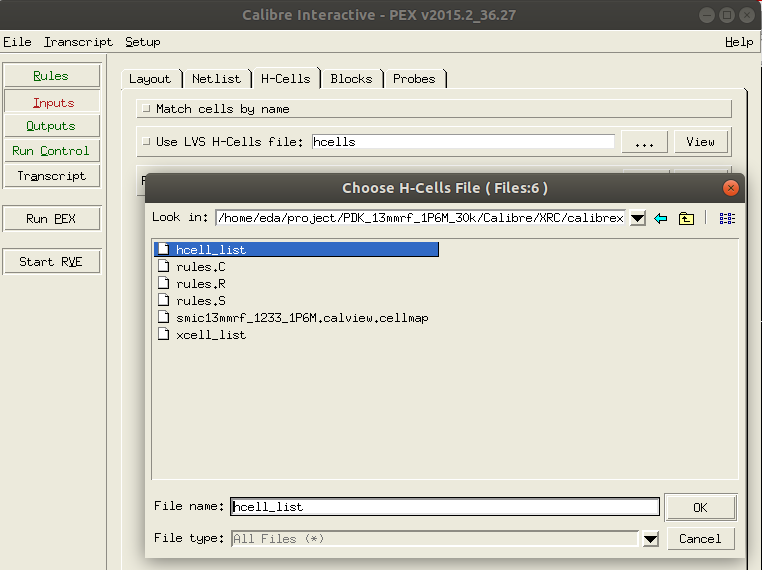 Calibre Interactive - PEX v2015.2_36.27
File Transcript Setup Help
Rules
Inputs
Outputs
Run Control
Transcript
Run PEX
Start RVE
Layout Netlist H-Cells Blocks Probes
Match cells by name
Use LVS H-Cells file: hcells ... View
Choose H-Cells File ( Files:6 )
Look in: /home/eda/project/PDK_13mmrf_1P6M_30k/Calibre/XRC/calibrex
hcell_list
rules.C
rules.R
rules.S
smic13mmrf_1233_1P6M.calview.cellmap
xcell_list
File name: hcell_list OK
File type: All Files (*) Cancel